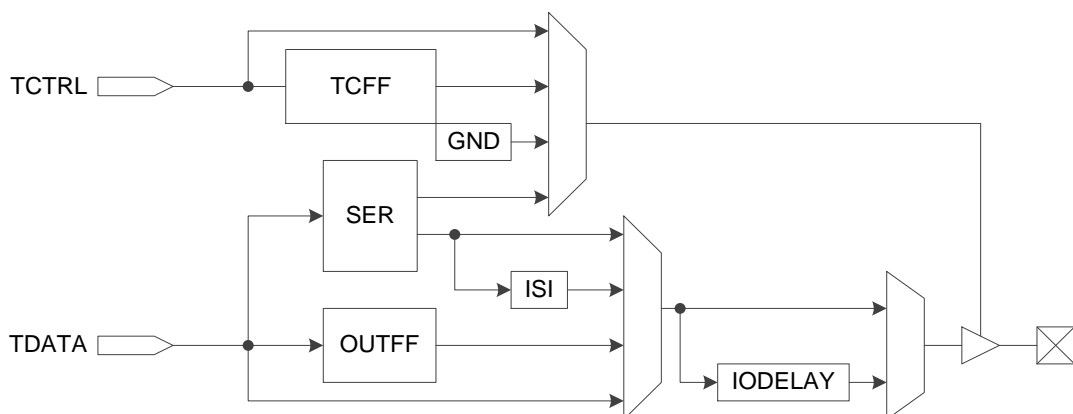 TCTRL
TCFF
GND
SER
ISI
TDATA
OUTFF
IODELAY